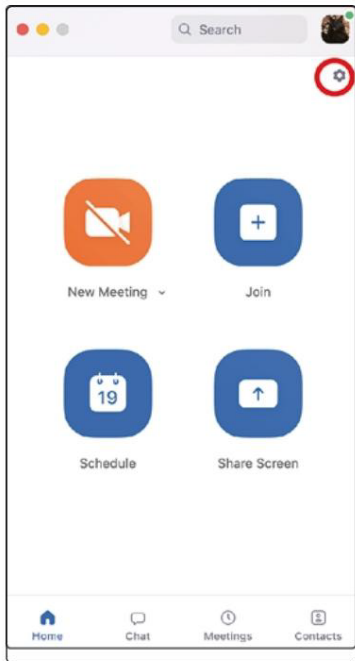 Search
New Meeting
Join
19
Schedule
Share Screen
Home
Chat
Meetings
Contacts